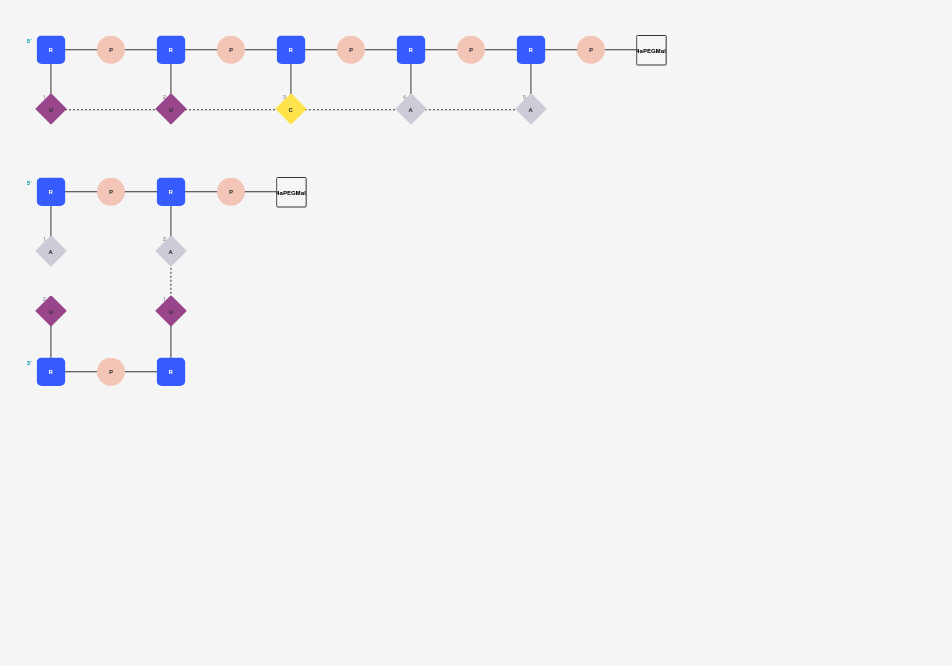 5' R P R P R P R P R P 4aPEGMal
1 2 3 4 5
U U C A A
5' R P R P 4aPEGMal
1 2
A A
2 1
U U
3' R P R